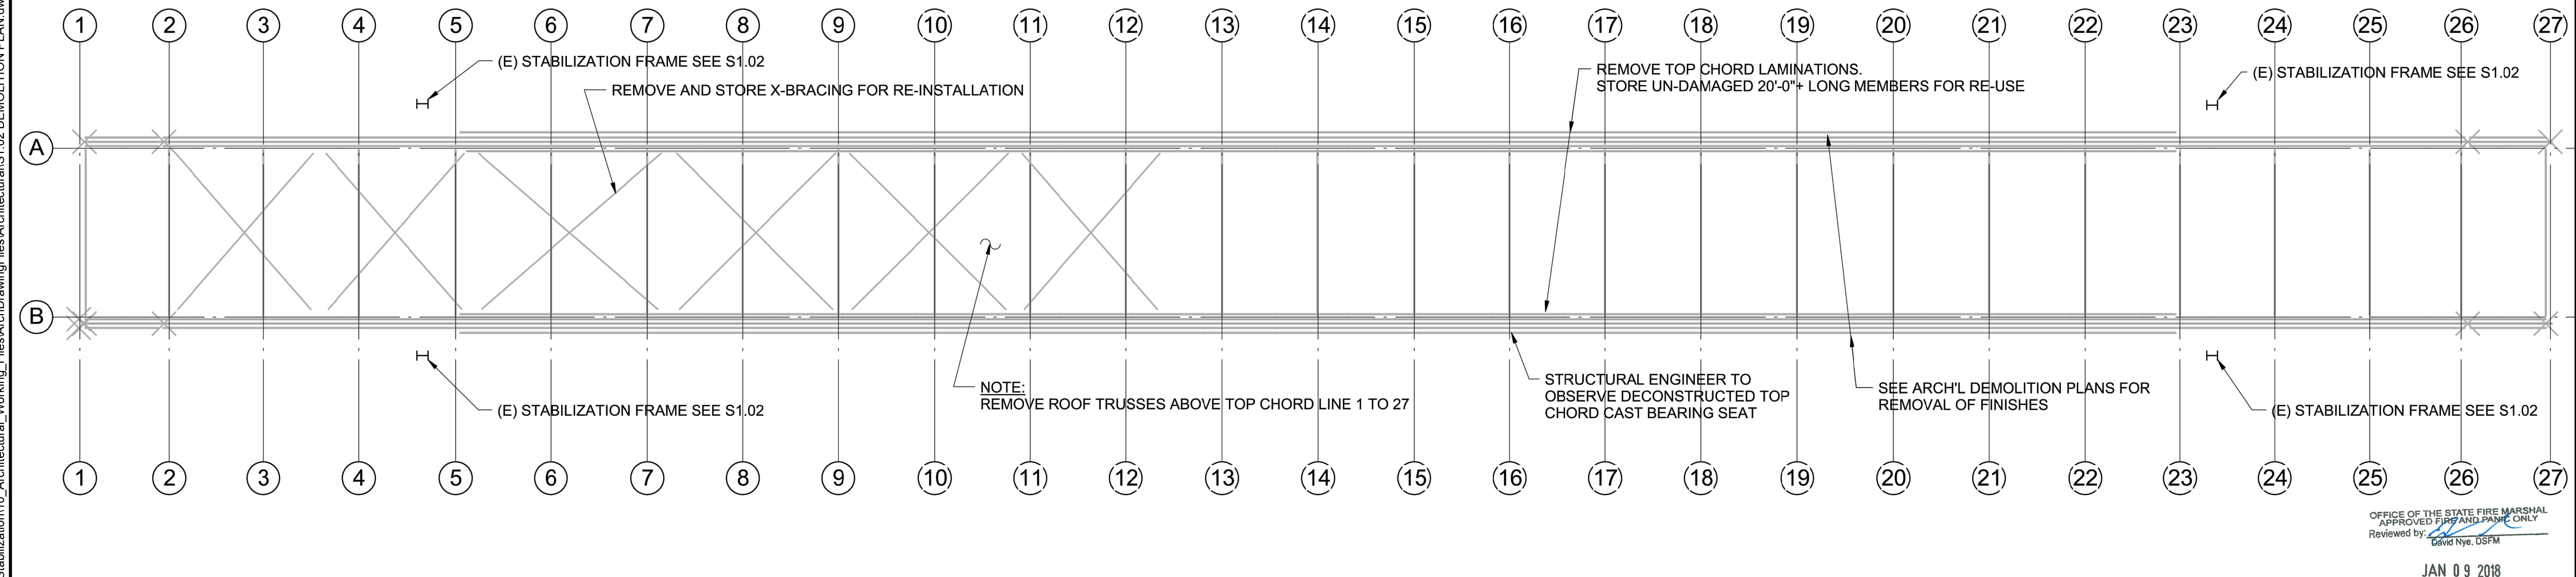 1 2 3 4 5 6 7 8 9 10 11 12 13 14 15 16 17 18 19 20 21 22 23 24 25 26 27
(E) STABILIZATION FRAME SEE S1.02
REMOVE AND STORE X-BRACING FOR RE-INSTALLATION
REMOVE TOP CHORD LAMINATIONS.
STORE UN-DAMAGED 20'-0"+ LONG MEMBERS FOR RE-USE
(E) STABILIZATION FRAME SEE S1.02
A
B
(E) STABILIZATION FRAME SEE S1.02
NOTE:
REMOVE ROOF TRUSSES ABOVE TOP CHORD LINE 1 TO 27
STRUCTURAL ENGINEER TO
OBSERVE DECONSTRUCTED TOP
CHORD CAST BEARING SEAT
SEE ARCH'L DEMOLITION PLANS FOR
REMOVAL OF FINISHES
(E) STABILIZATION FRAME SEE S1.02
1 2 3 4 5 6 7 8 9 10 11 12 13 14 15 16 17 18 19 20 21 22 23 24 25 26 27
OFFICE OF THE STATE FIRE MARSHAL
APPROVED FIRE AND PANIC ONLY
Reviewed by:
David Nye, DSFM
JAN 09 2018